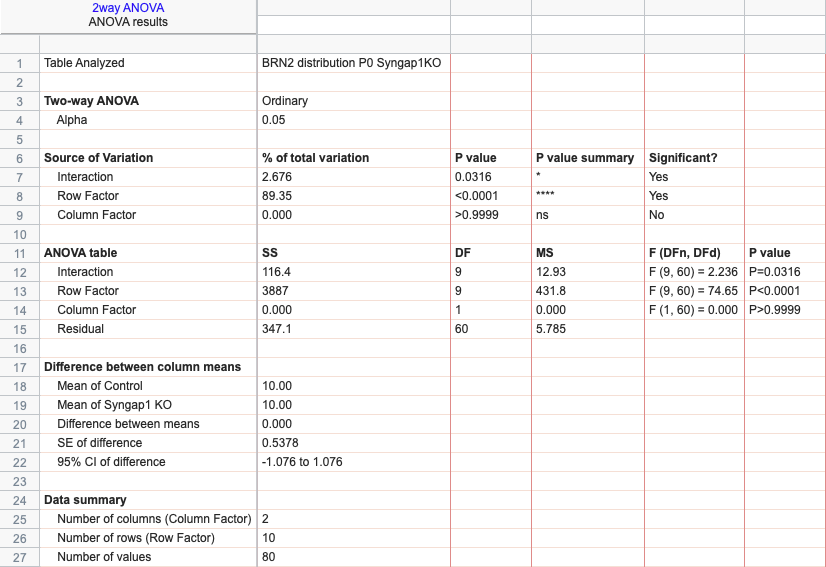 2way ANOVA
ANOVA results
1 Table Analyzed BRN2 distribution P0 Syngap1KO
2
3 Two-way ANOVA Ordinary
4 Alpha 0.05
5
6 Source of Variation % of total variation P value P value summary Significant?
7 Interaction 2.676 0.0316 * Yes
8 Row Factor 89.35 <0.0001 **** Yes
9 Column Factor 0.000 >0.9999 ns No
10
11 ANOVA table SS DF MS F (DFn, DFd) P value
12 Interaction 116.4 9 12.93 F (9, 60) = 2.236 P=0.0316
13 Row Factor 3887 9 431.8 F (9, 60) = 74.65 P<0.0001
14 Column Factor 0.000 1 0.000 F (1, 60) = 0.000 P>0.9999
15 Residual 347.1 60 5.785
16
17 Difference between column means
18 Mean of Control 10.00
19 Mean of Syngap1 KO 10.00
20 Difference between means 0.000
21 SE of difference 0.5378
22 95% CI of difference -1.076 to 1.076
23
24 Data summary
25 Number of columns (Column Factor) 2
26 Number of rows (Row Factor) 10
27 Number of values 80